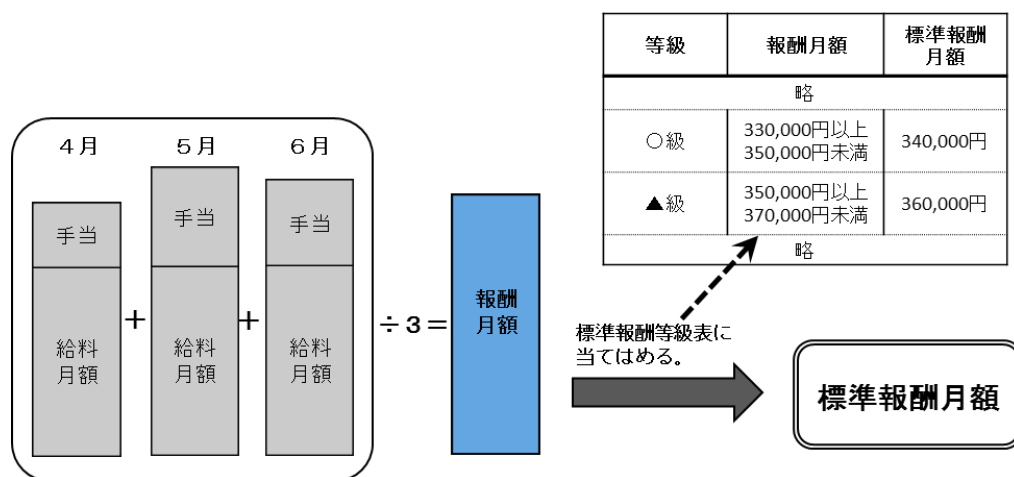 4月
5月
6月
手当
手当
手当
給料
月額
+
給料
月額
+
給料
月額
÷3=
報酬
月額
等級
報酬月額
標準報酬
月額
略
○級
330,000円以上
350,000円未満
340,000円
▲級
350,000円以上
370,000円未満
360,000円
略
標準報酬等級表に
当てはめる。
標準報酬月額